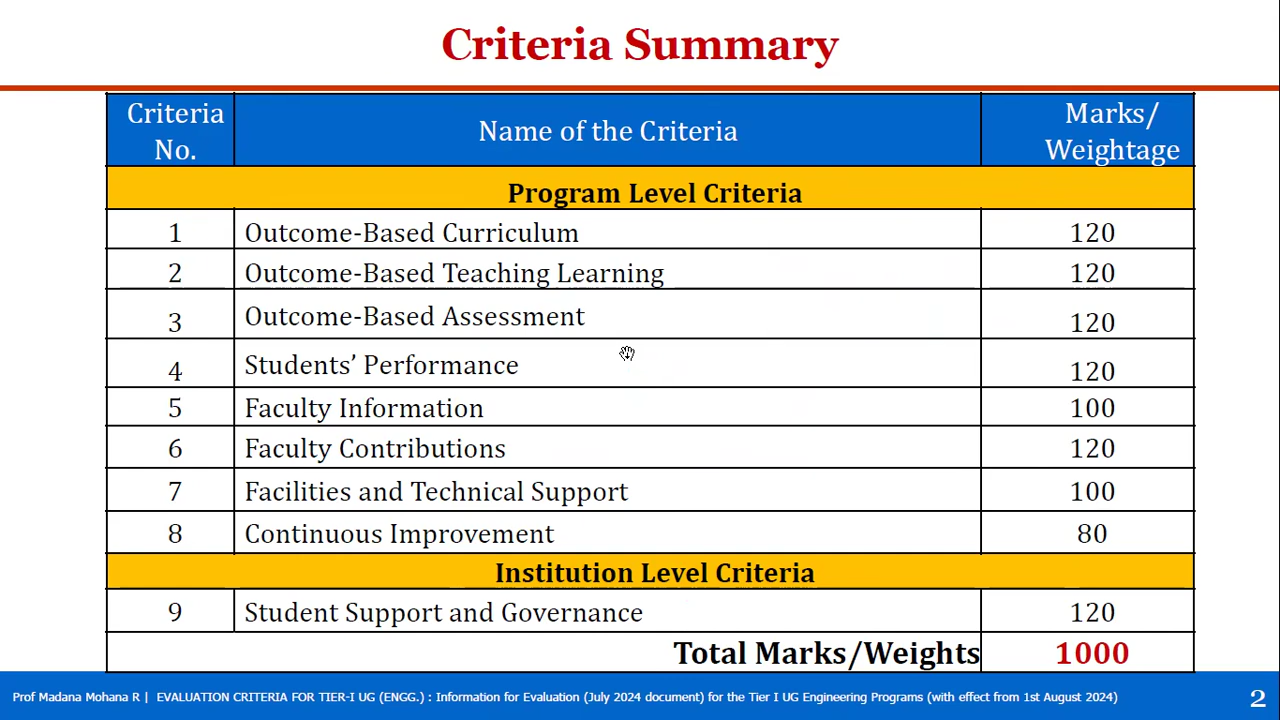 Criteria Summary
Criteria No. Name of the Criteria Marks/ Weightage
Program Level Criteria
1 Outcome-Based Curriculum 120
2 Outcome-Based Teaching Learning 120
3 Outcome-Based Assessment 120
4 Students’ Performance 120
5 Faculty Information 100
6 Faculty Contributions 120
7 Facilities and Technical Support 100
8 Continuous Improvement 80
Institution Level Criteria
9 Student Support and Governance 120
Total Marks/Weights 1000
Prof Madana Mohana R | EVALUATION CRITERIA FOR TIER-I UG (ENGG.) : Information for Evaluation (July 2024 document) for the Tier I UG Engineering Programs (with effect from 1st August 2024) 2